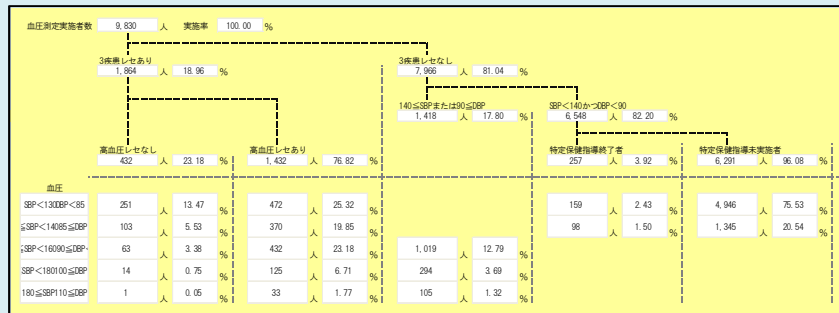 血圧測定実施者数 9,830 人 実施率 100.00 %
3疾患レセあり 3疾患レセなし
1,864 人 18.96 % 7,966 人 81.04 %
140≦SBPまたは90≦DBP SBP<140かつDBP<90
1,418 人 17.80 % 6,548 人 82.20 %
高血圧レセなし 高血圧レセあり 特定保健指導終了者 特定保健指導未実施者
432 人 23.18 % 1,432 人 76.82 % 257 人 3.92 % 6,291 人 96.08 %
血圧
SBP<130DBP<85 251 人 13.47 % 472 人 25.32 % 159 人 2.43 % 4,946 人 75.53 %
≦SBP<14085≦DBP 103 人 5.53 % 370 人 19.85 % 98 人 1.50 % 1,345 人 20.54 %
≦SBP<16090≦DBP< 63 人 3.38 % 432 人 23.18 % 1,019 人 12.79 %
SBP<180100≦DBP 14 人 0.75 % 125 人 6.71 % 294 人 3.69 %
180≦SBP110≦DBP 1 人 0.05 % 33 人 1.77 % 105 人 1.32 %